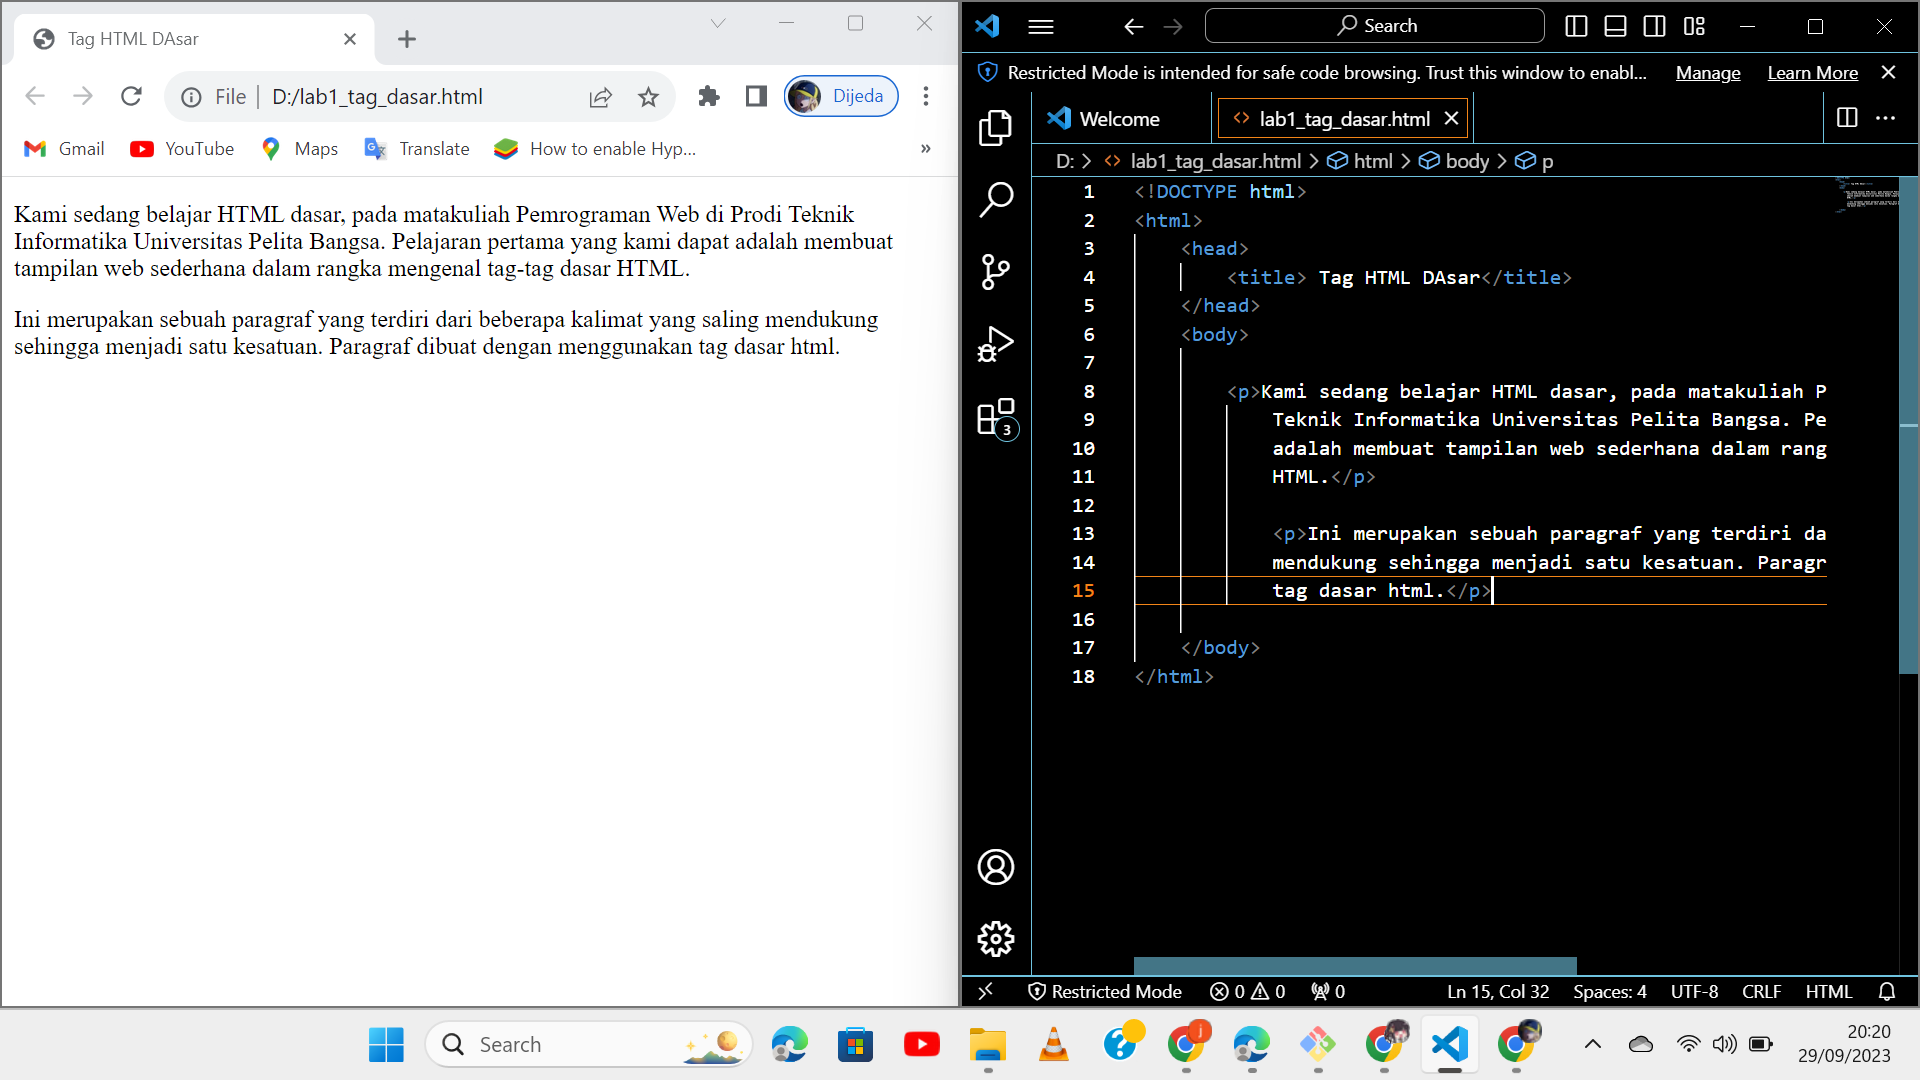 Tag HTML DAsar
File
D:/lab1_tag_dasar.html
Dijeda
Gmail
YouTube
Maps
Translate
How to enable Hyp...
»
Kami sedang belajar HTML dasar, pada matakuliah Pemrograman Web di Prodi Teknik
Informatika Universitas Pelita Bangsa. Pelajaran pertama yang kami dapat adalah membuat
tampilan web sederhana dalam rangka mengenal tag-tag dasar HTML.
Ini merupakan sebuah paragraf yang terdiri dari beberapa kalimat yang saling mendukung
sehingga menjadi satu kesatuan. Paragraf dibuat dengan menggunakan tag dasar html.
Search
Restricted Mode is intended for safe code browsing. Trust this window to enabl... Manage Learn More
Welcome
lab1_tag_dasar.html
D: > lab1_tag_dasar.html > html > body > p
3
1 <!DOCTYPE html>
2 <html>
3 <head>
4 <title> Tag HTML DAsar</title>
5 </head>
6 <body>
7
8 <p>Kami sedang belajar HTML dasar, pada matakuliah P
9 Teknik Informatika Universitas Pelita Bangsa. Pe
10 adalah membuat tampilan web sederhana dalam rang
11 HTML.</p>
12
13 <p>Ini merupakan sebuah paragraf yang terdiri da
14 mendukung sehingga menjadi satu kesatuan. Paragr
15 tag dasar html.</p>
16
17 </body>
18 </html>
Restricted Mode
0 0
0
Ln 15, Col 32
Spaces: 4
UTF-8
CRLF
HTML
Search
j
20:20
29/09/2023